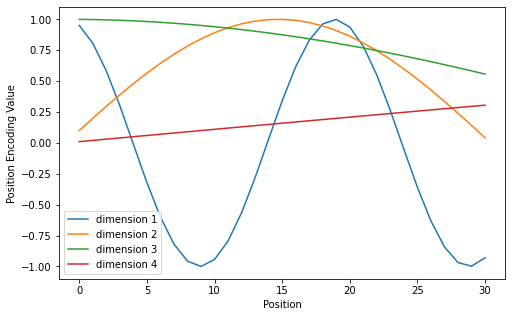 1.00
0.75
0.50
0.25
0.00
−0.25
−0.50
−0.75
−1.00
Position Encoding Value
dimension 1
dimension 2
dimension 3
dimension 4
0 5 10 15 20 25 30
Position